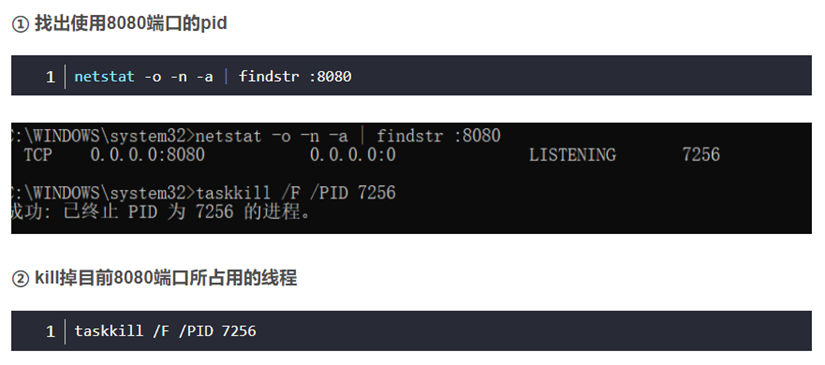 ① 找出使用8080端口的pid
1 netstat -o -n -a | findstr :8080
C:\WINDOWS\system32>netstat -o -n -a | findstr :8080
TCP 0.0.0.0:8080 0.0.0.0:0 LISTENING 7256
C:\WINDOWS\system32>taskkill /F /PID 7256
成功: 已终止 PID 为 7256 的进程。
② kill掉目前8080端口所占用的线程
1 taskkill /F /PID 7256